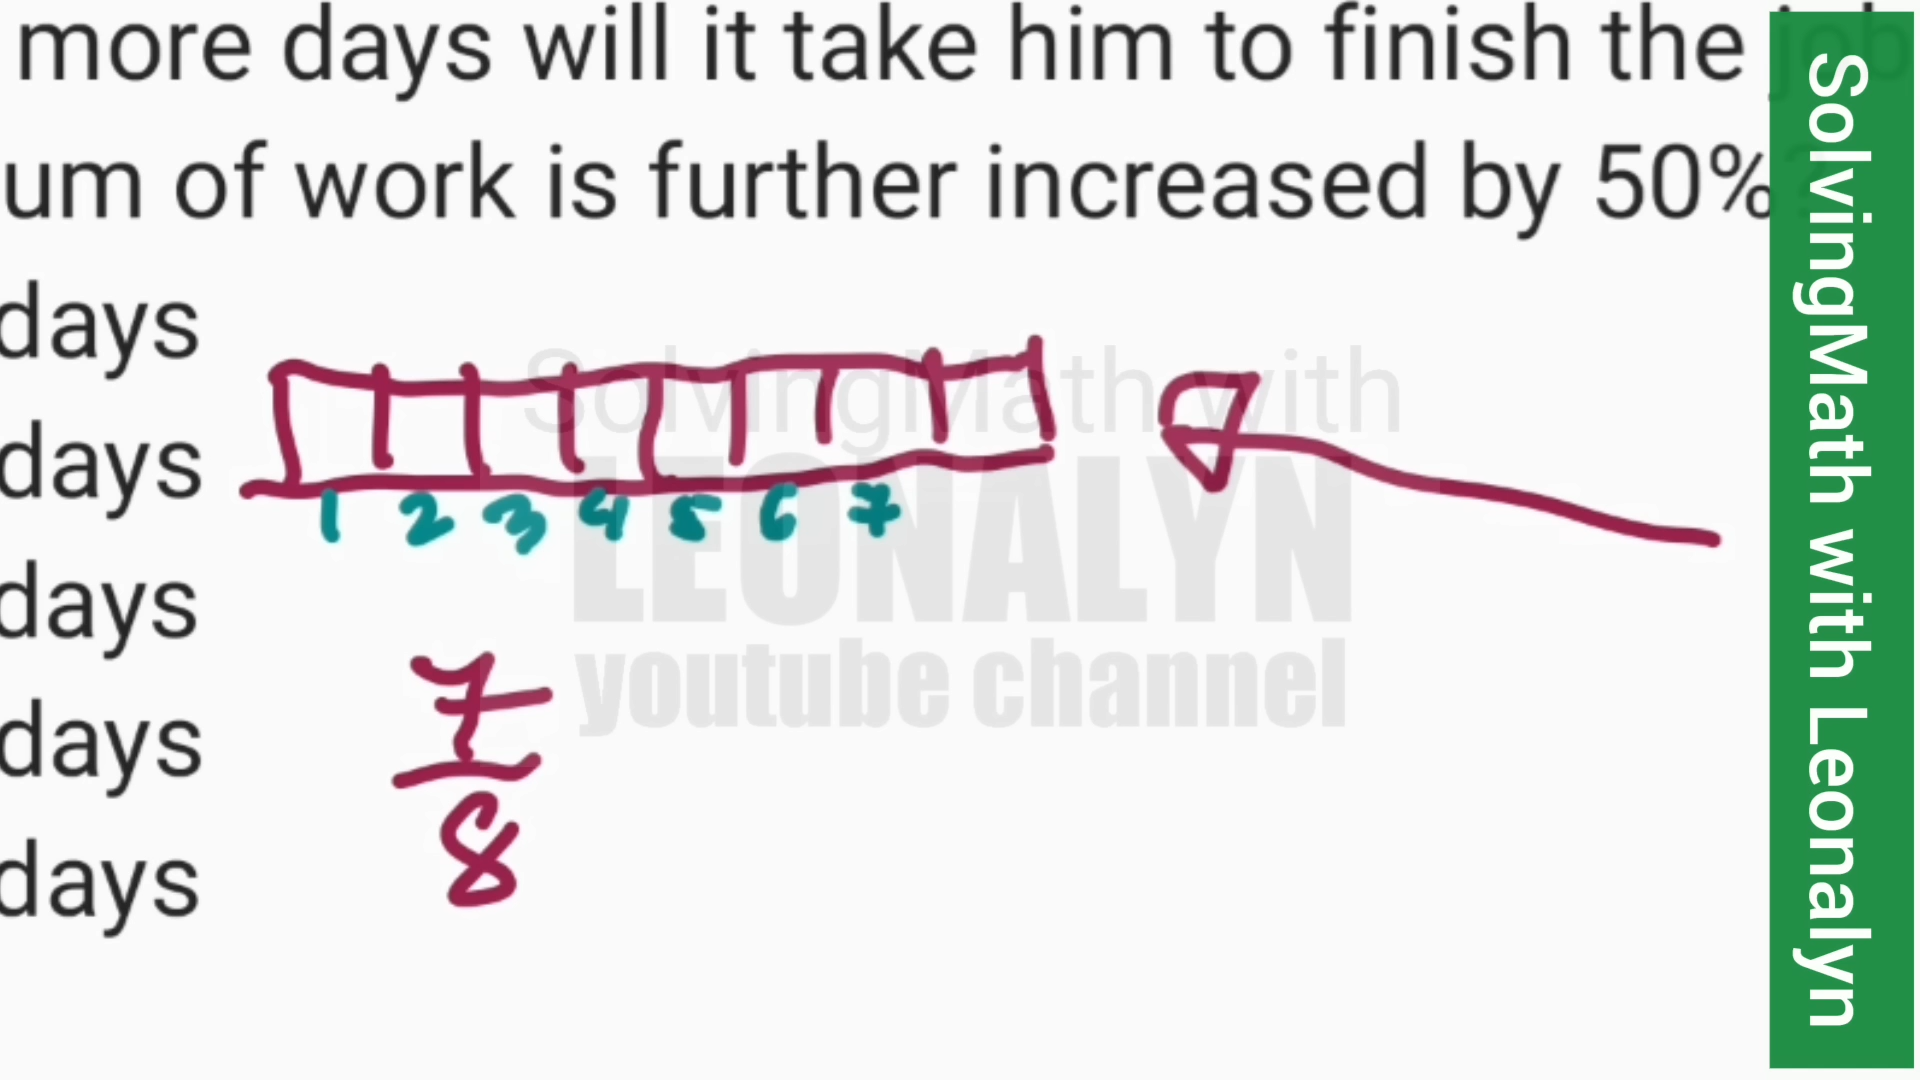 more days will it take him to finish the job
um of work is further increased by 50%?
days
days
1 2 3 4 5 6 7
days
7
8
days
days
SolvingMath with
LEONALYN
youtube channel
SolvingMath with Leonalyn